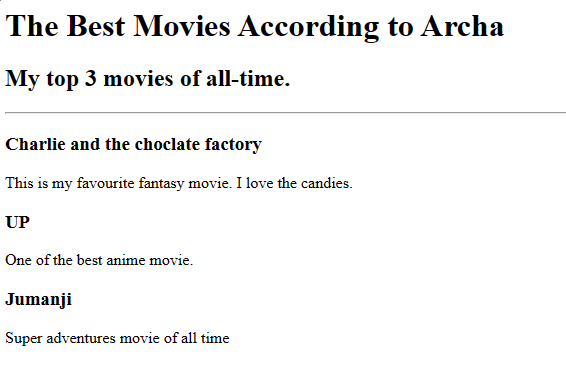 The Best Movies According to Archa
My top 3 movies of all-time.
Charlie and the choclate factory
This is my favourite fantasy movie. I love the candies.
UP
One of the best anime movie.
Jumanji
Super adventures movie of all time